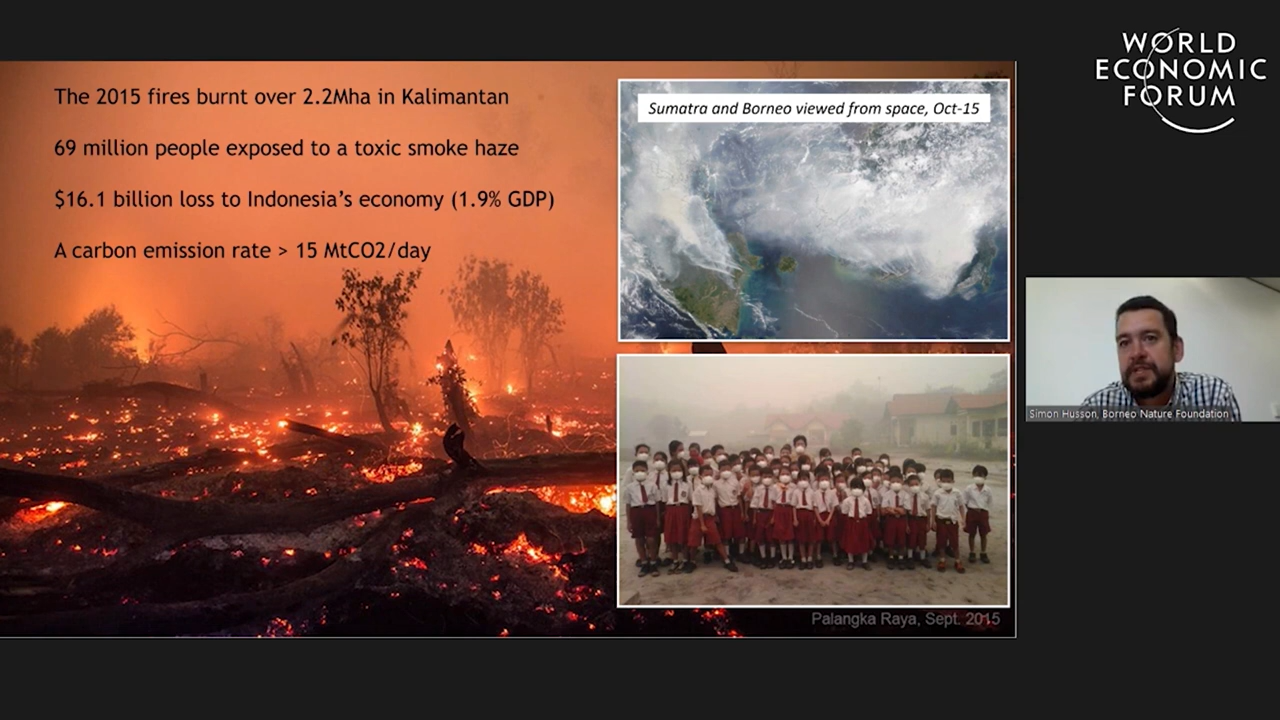 The 2015 fires burnt over 2.2Mha in Kalimantan
69 million people exposed to a toxic smoke haze
$16.1 billion loss to Indonesia’s economy (1.9% GDP)
A carbon emission rate > 15 MtCO2/day
Sumatra and Borneo viewed from space, Oct-15
Palangka Raya, Sept. 2015
WORLD
ECONOMIC
FORUM
Simon Husson, Borneo Nature Foundation